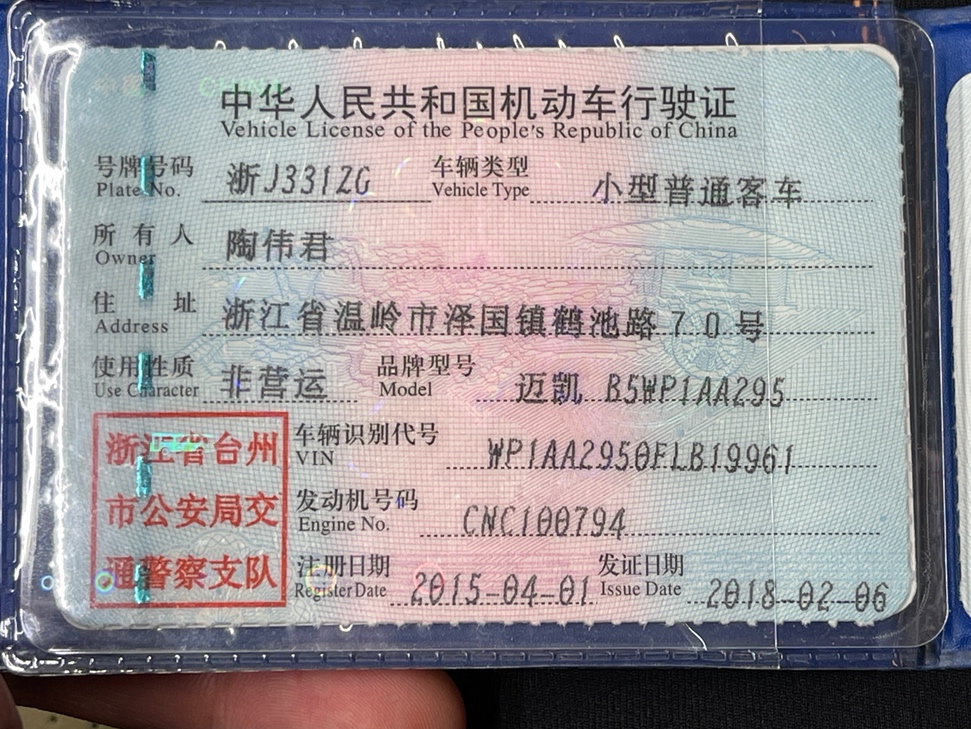 中华人民共和国机动车行驶证
Vehicle License of the People's Republic of China
号牌号码 浙J331ZG 车辆类型 小型普通客车
Plate No. Vehicle Type
所有人 陶伟君
Owner
住址 浙江省温岭市泽国镇鹤池路70号
Address
使用性质 非营运 品牌型号 迈凯 B5WP1AA295
Use Character Model
浙江省台州
市公安局交
通警察支队
车辆识别代号 WP1AA2950FLB19961
VIN
发动机号码 CNC100794
Engine No.
注册日期 2015-04-01 发证日期 2018-02-06
Register Date Issue Date